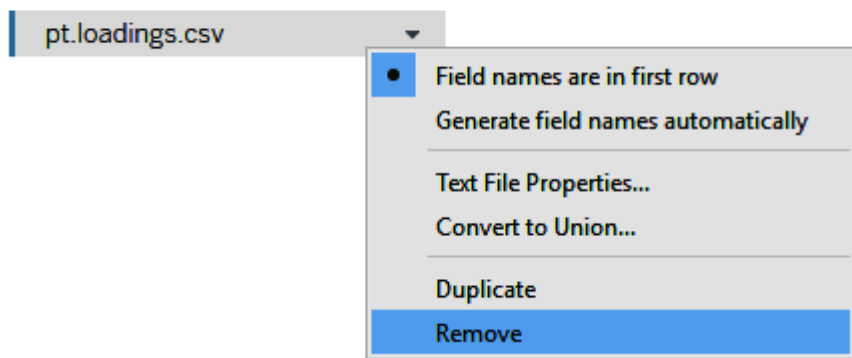 pt.loadings.csv
Field names are in first row
Generate field names automatically
Text File Properties...
Convert to Union...
Duplicate
Remove